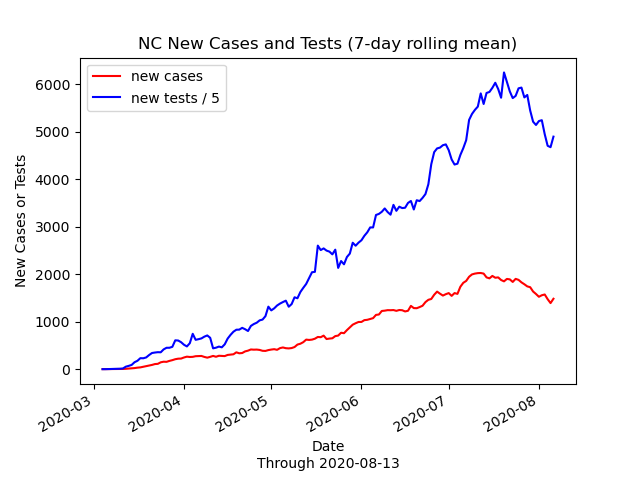 NC New Cases and Tests (7-day rolling mean)
new cases
new tests / 5
6000
5000
4000
3000
2000
1000
0
New Cases or Tests
2020-03
2020-04
2020-05
2020-06
2020-07
2020-08
Date
Through 2020-08-13